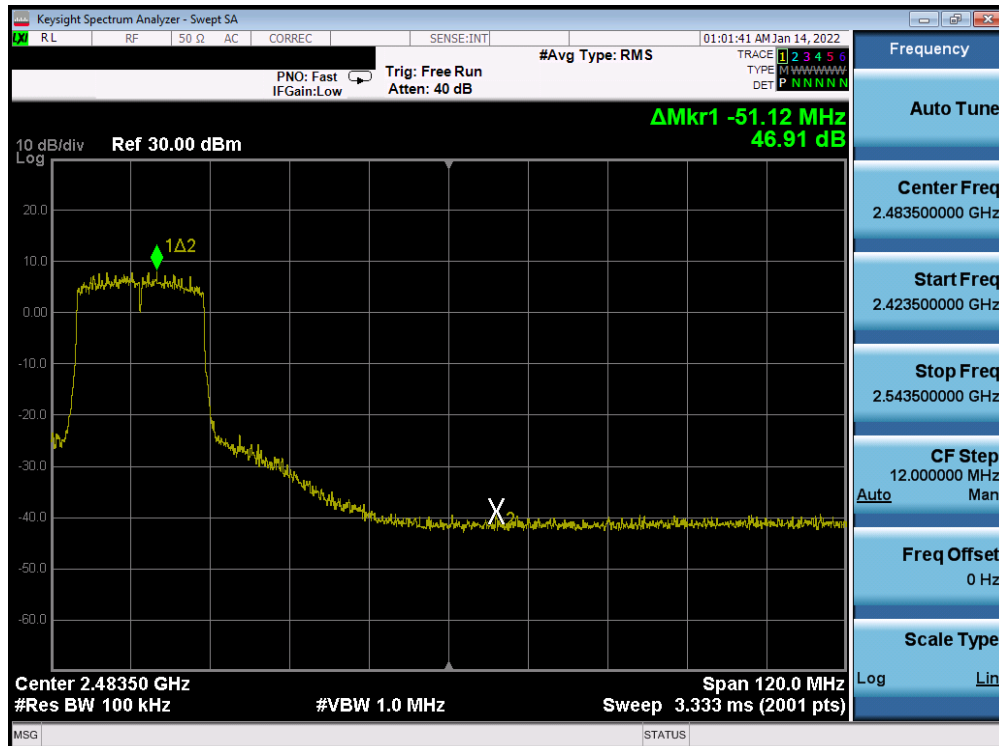 Keysight Spectrum Analyzer - Swept SA
LXI RL RF 50 Ω AC CORREC SENSE:INT 01:01:41 AM Jan 14, 2022
#Avg Type: RMS
TRACE 1 2 3 4 5 6
PNO: Fast Trig: Free Run
TYPE M WWWWW
IFGain:Low Atten: 40 dB
DET P N N N N N
ΔMkr1 -51.12 MHz
46.91 dB
10 dB/div Ref 30.00 dBm
Log
20.0
1Δ2
10.0
0.00
-10.0
-20.0
-30.0
-40.0
X2
-50.0
-60.0
Center 2.48350 GHz Span 120.0 MHz
#Res BW 100 kHz #VBW 1.0 MHz Sweep 3.333 ms (2001 pts)
MSG STATUS
Frequency
Auto Tune
Center Freq
2.483500000 GHz
Start Freq
2.423500000 GHz
Stop Freq
2.543500000 GHz
CF Step
12.000000 MHz
Auto Man
Freq Offset
0 Hz
Scale Type
Log Lin